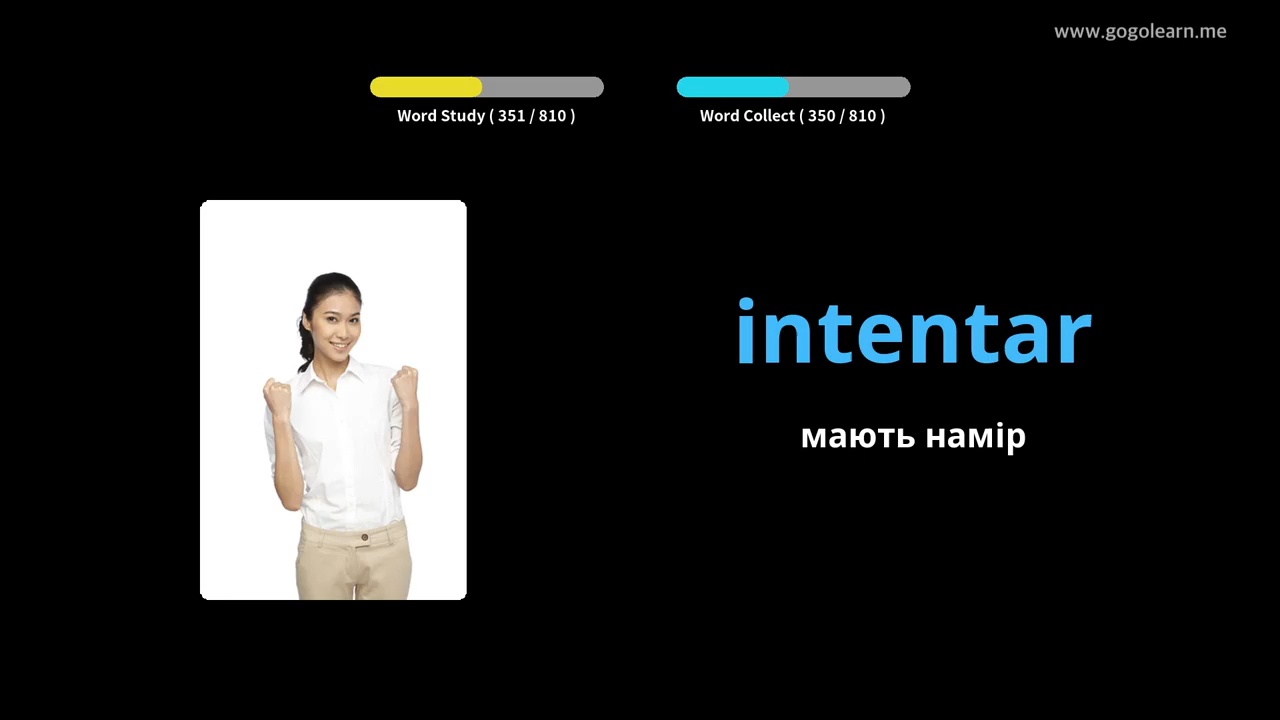 www.gogolearn.me
Word Study ( 351 / 810 )
Word Collect ( 350 / 810 )
intentar
мають намір